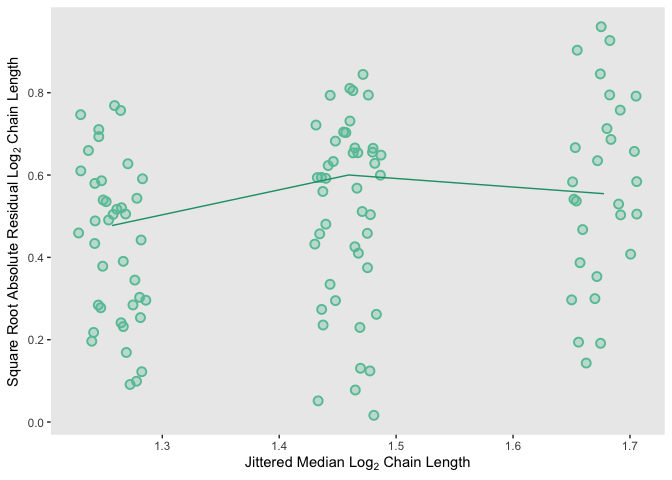 Square Root Absolute Residual Log₂ Chain Length
0.8
0.6
0.4
0.2
0.0
1.3 1.4 1.5 1.6 1.7
Jittered Median Log₂ Chain Length